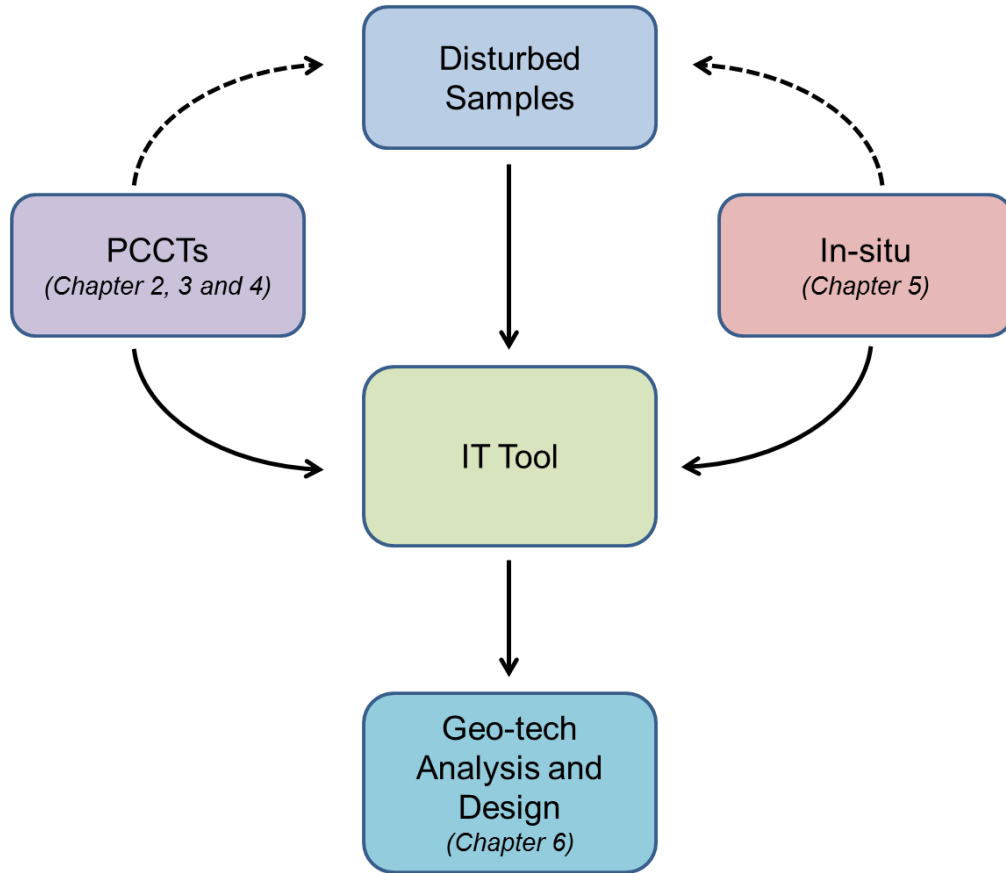 Disturbed
Samples
PCCTs
(Chapter 2, 3 and 4)
In-situ
(Chapter 5)
IT Tool
Geo-tech
Analysis and
Design
(Chapter 6)